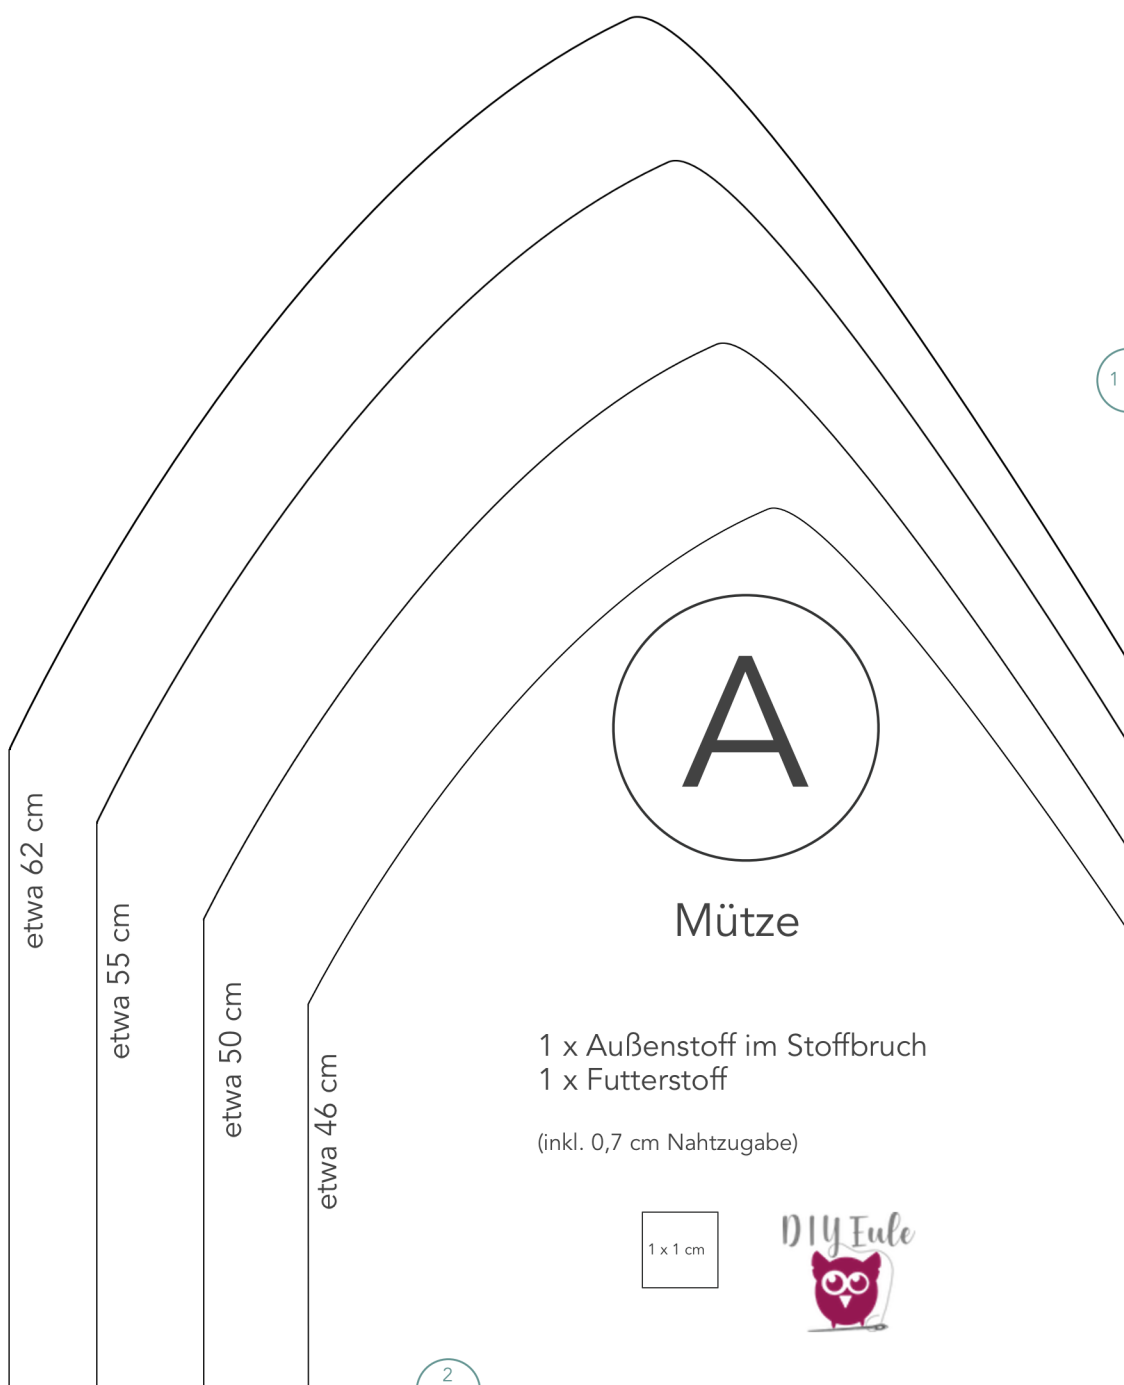 1
A
etwa 62 cm
etwa 55 cm
Mütze
etwa 50 cm
1 x Außenstoff im Stoffbruch
1 x Futterstoff
etwa 46 cm
(inkl. 0,7 cm Nahtzugabe)
1 x 1 cm
DIY Eule
2